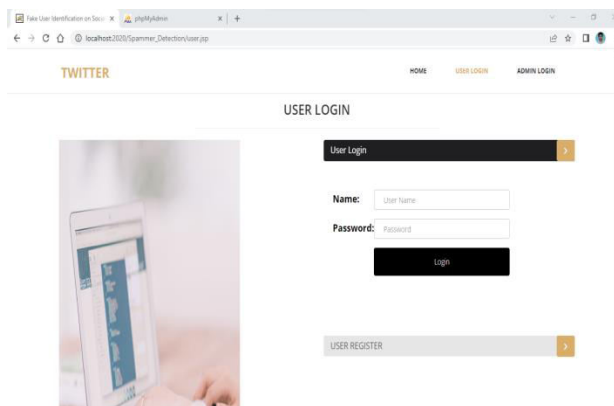 Fake User Identification on Soci
phpMyAdmin
localhost:2020/Spammer_Detection/user.jsp
TWITTER
HOME
USER LOGIN
ADMIN LOGIN
USER LOGIN
User Login
Name:
User Name
Password:
Password
Login
USER REGISTER